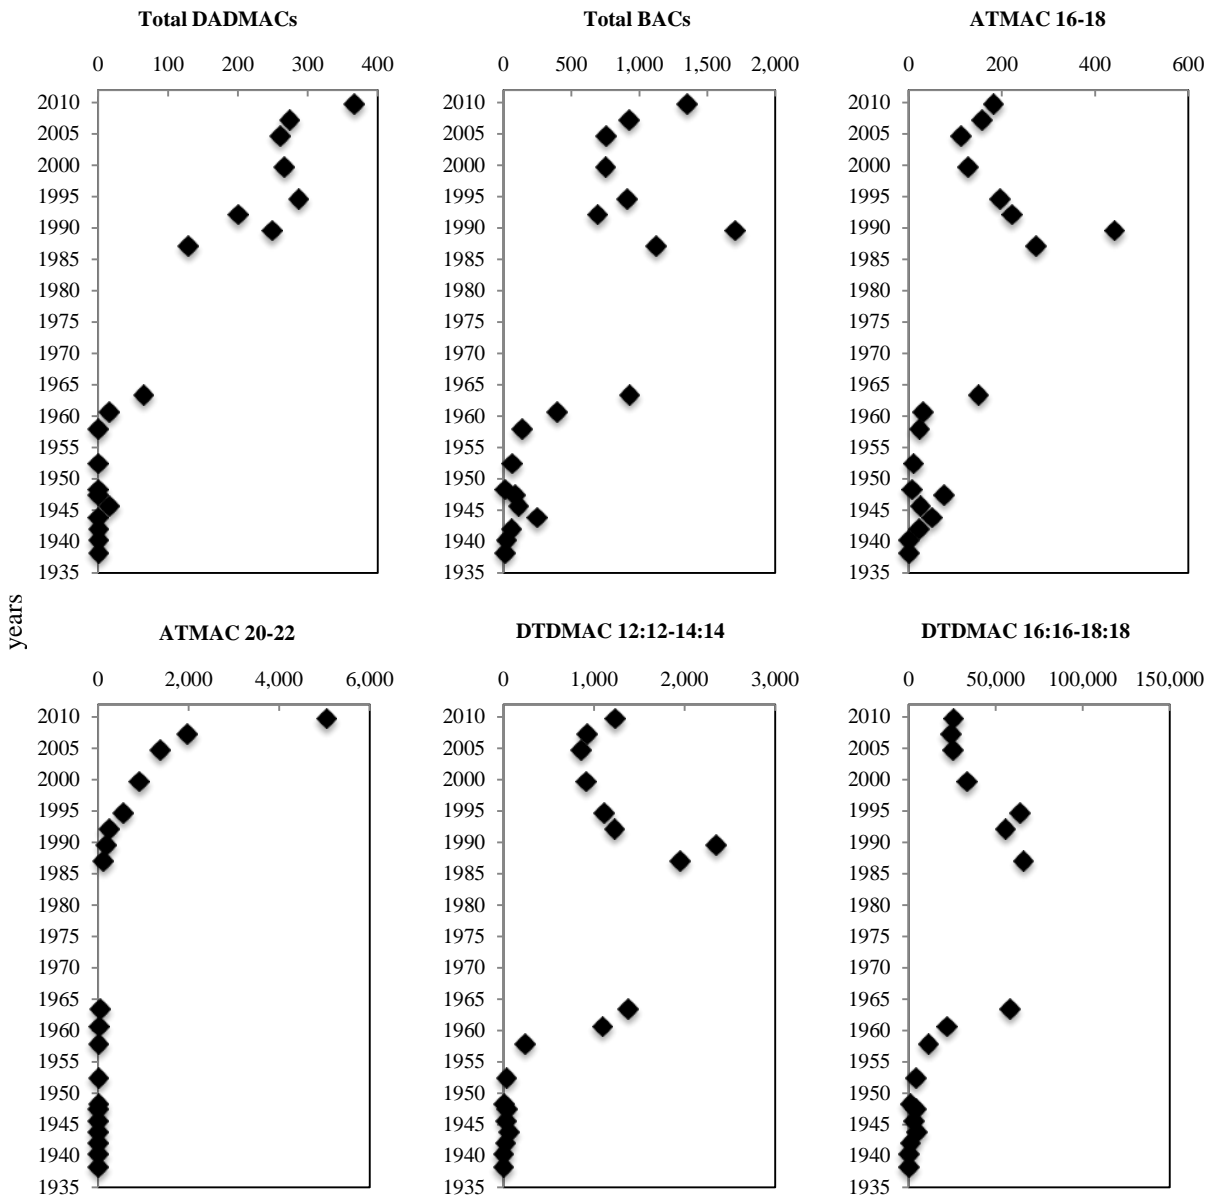 Total DADMACs
Total BACs
ATMAC 16-18
0 100 200 300 400
0 500 1,000 1,500 2,000
0 200 400 600
2010 2010 2010
2005 2005 2005
2000 2000 2000
1995 1995 1995
1990 1990 1990
1985 1985 1985
1980 1980 1980
1975 1975 1975
1970 1970 1970
1965 1965 1965
1960 1960 1960
1955 1955 1955
1950 1950 1950
1945 1945 1945
1940 1940 1940
1935 1935 1935
years
ATMAC 20-22
DTDMAC 12:12-14:14
DTDMAC 16:16-18:18
0 2,000 4,000 6,000
0 1,000 2,000 3,000
0 50,000 100,000 150,000
2010 2010 2010
2005 2005 2005
2000 2000 2000
1995 1995 1995
1990 1990 1990
1985 1985 1985
1980 1980 1980
1975 1975 1975
1970 1970 1970
1965 1965 1965
1960 1960 1960
1955 1955 1955
1950 1950 1950
1945 1945 1945
1940 1940 1940
1935 1935 1935